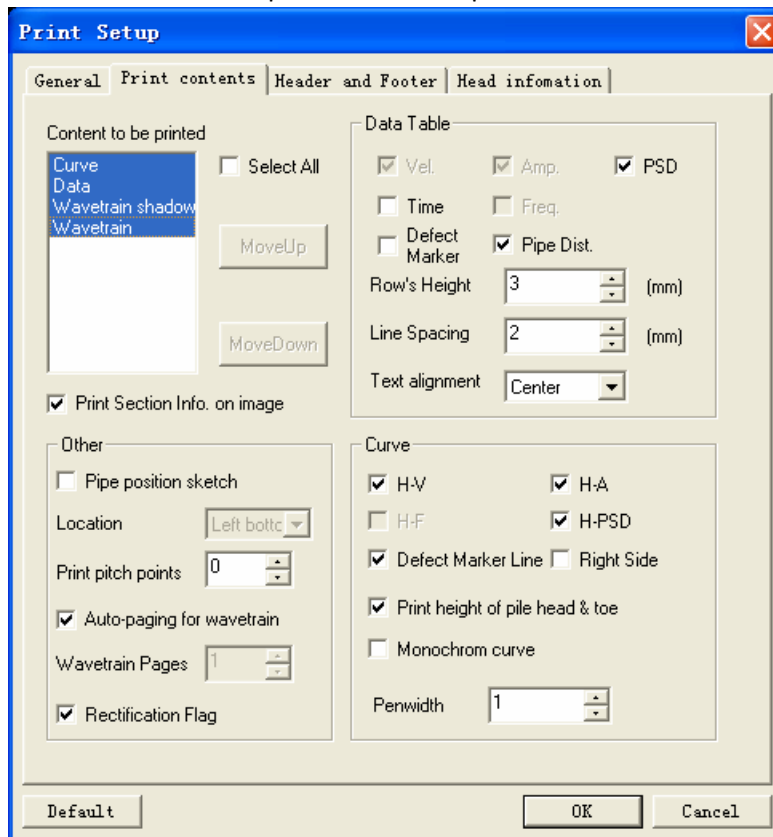 Print Setup
General Print contents Header and Footer Head infomation
Content to be printed
Curve
Data
Wavetrain shadow
Wavetrain
Select All
MoveUp
MoveDown
Print Section Info. on image
Data Table
Vel. Amp. PSD
Time Freq.
Defect
Marker
Pipe Dist.
Row's Height 3 (mm)
Line Spacing 2 (mm)
Text alignment Center
Other
Pipe position sketch
Location Left bottc
Print pitch points 0
Auto-paging for wavetrain
Wavetrain Pages 1
Rectification Flag
Curve
H-V H-A
H-F H-PSD
Defect Marker Line Right Side
Print height of pile head & toe
Monochrom curve
Penwidth 1
Default OK Cancel